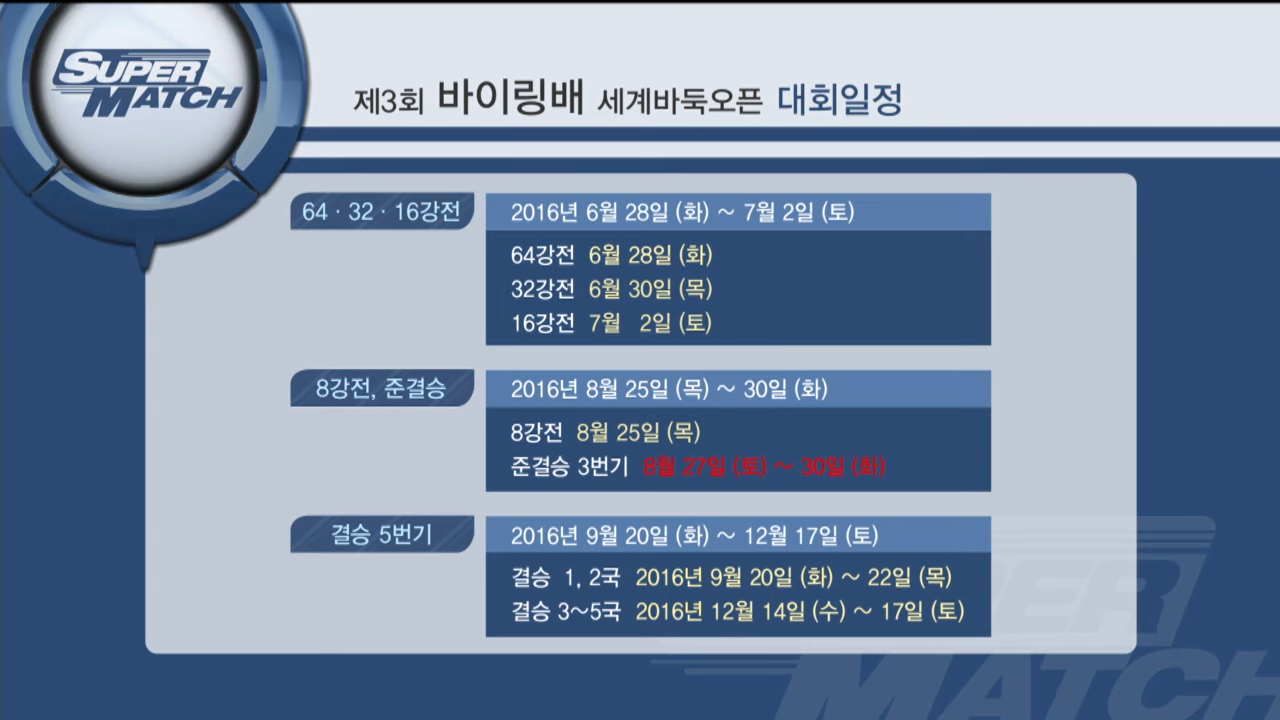 SUPER
MATCH
제3회 바이링배 세계바둑오픈 대회일정
64 · 32 · 16강전
2016년 6월 28일 (화) ~ 7월 2일 (토)
64강전 6월 28일 (화)
32강전 6월 30일 (목)
16강전 7월 2일 (토)
8강전, 준결승
2016년 8월 25일 (목) ~ 30일 (화)
8강전 8월 25일 (목)
준결승 3번기 8월 27일 (토) ~ 30일 (화)
결승 5번기
2016년 9월 20일 (화) ~ 12월 17일 (토)
결승 1, 2국 2016년 9월 20일 (화) ~ 22일 (목)
결승 3~5국 2016년 12월 14일 (수) ~ 17일 (토)
SUPER
MATCH